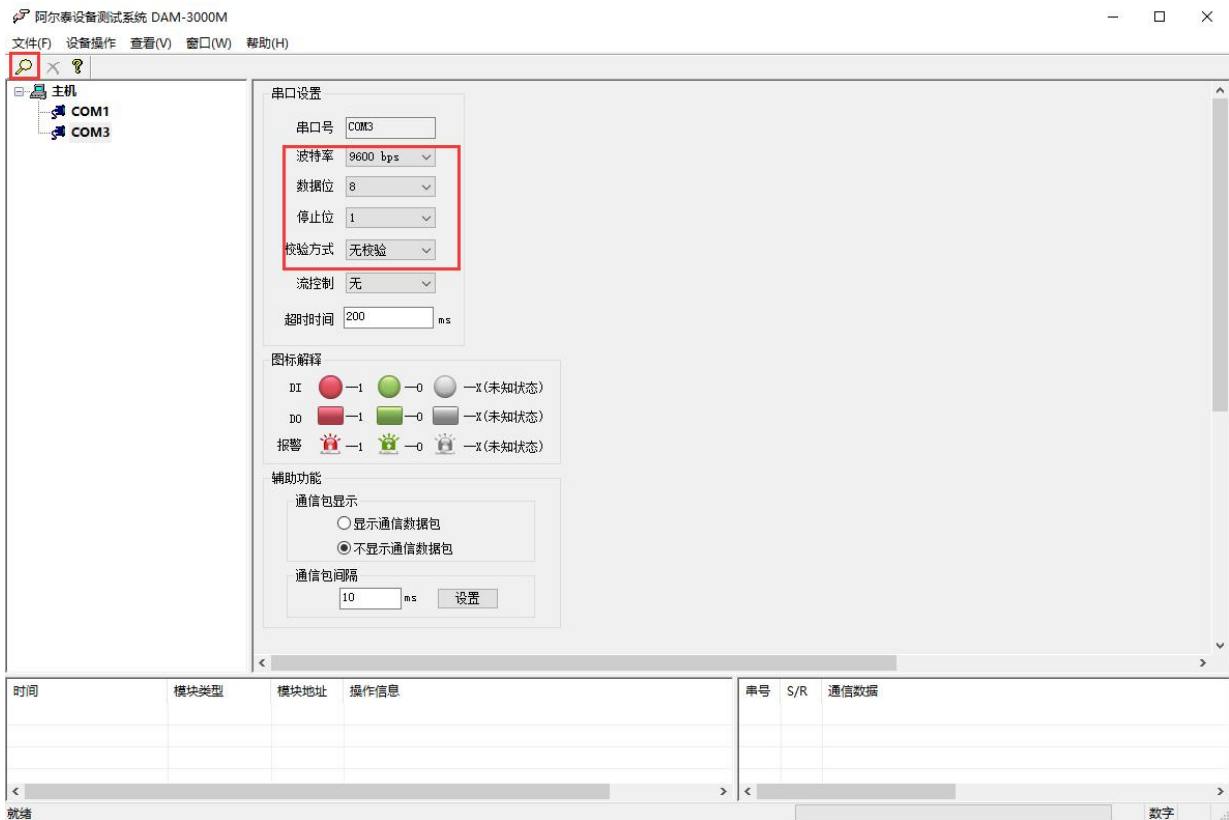 阿尔泰设备测试系统 DAM-3000M
文件(F) 设备操作 查看(V) 窗口(W) 帮助(H)
主机
COM1
COM3
串口设置
串口号 COM3
波特率 9600 bps
数据位 8
停止位 1
校验方式 无校验
流控制 无
超时时间 200 ms
图标解释
DI —1 —0 —X(未知状态)
DO —1 —0 —X(未知状态)
报警 —1 —0 —X(未知状态)
辅助功能
通信包显示
显示通信数据包
不显示通信数据包
通信包间隔
10 ms 设置
时间 模块类型 模块地址 操作信息 串号 S/R 通信数据
就绪 数字